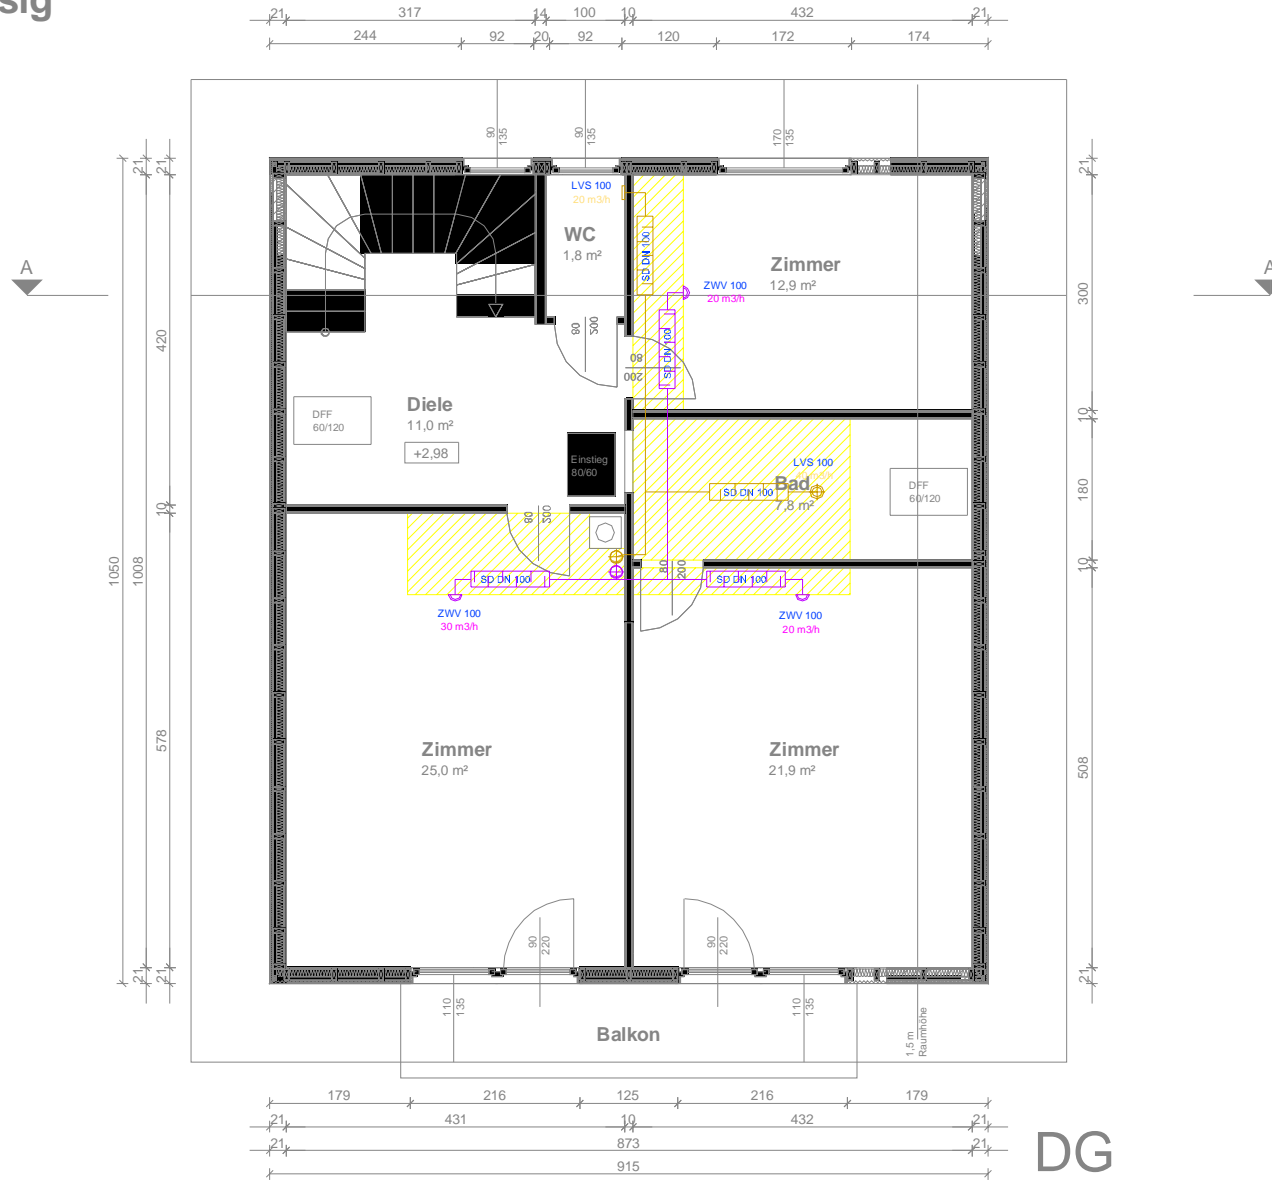 sig
21 317 14 100 10 432 21
244 92 20 92 120 172 174
90
135
90
135
170
135
LVS 100
20 m3/h
WC
1,8 m²
SD DN 100
Zimmer
12,9 m²
ZWV 100
20 m3/h
SD DN 100
A
A
80
200
80
200
DFF
60/120
Diele
11,0 m²
+2,98
Einstieg
80/60
LVS 100
Bad
7,8 m²
SD DN 100
DFF
60/120
80
200
80
200
SD DN 100
SD DN 100
ZWV 100
30 m3/h
ZWV 100
20 m3/h
Zimmer
25,0 m²
Zimmer
21,9 m²
90
220
90
220
110
135
110
135
Balkon
1,5 m
Raumhöhe
1050
21 1008 21
21 420 10 578 21
21 300 10 180 10 508 21
179 216 125 216 179
21 431 10 432 21
21 873 21
915
DG